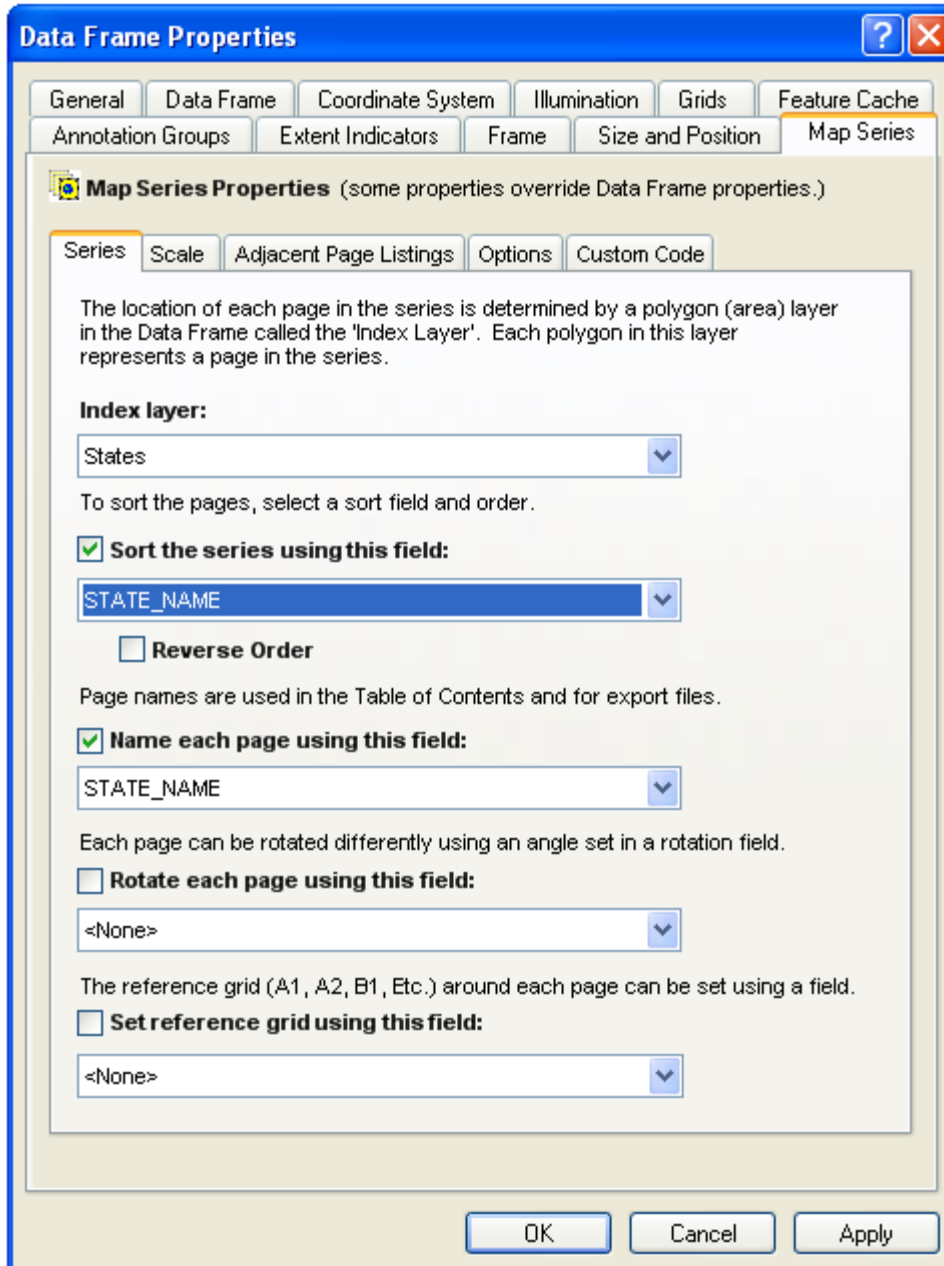 Data Frame Properties
General Data Frame Coordinate System Illumination Grids Feature Cache
Annotation Groups Extent Indicators Frame Size and Position Map Series
Map Series Properties (some properties override Data Frame properties.)
Series Scale Adjacent Page Listings Options Custom Code
The location of each page in the series is determined by a polygon (area) layer
in the Data Frame called the 'Index Layer'. Each polygon in this layer
represents a page in the series.
Index layer:
States
To sort the pages, select a sort field and order.
Sort the series using this field:
STATE_NAME
Reverse Order
Page names are used in the Table of Contents and for export files.
Name each page using this field:
STATE_NAME
Each page can be rotated differently using an angle set in a rotation field.
Rotate each page using this field:
<None>
The reference grid (A1, A2, B1, Etc.) around each page can be set using a field.
Set reference grid using this field:
<None>
OK Cancel Apply